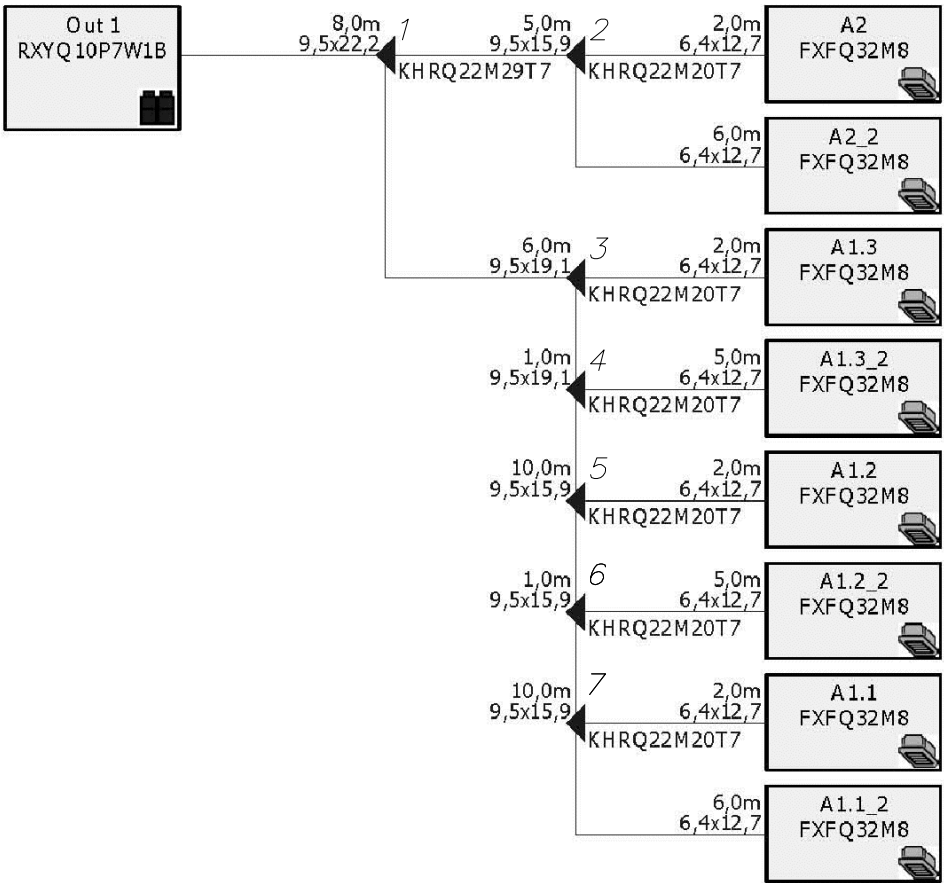 Out 1
RXYQ10P7W1B
8,0m
9,5x22,2
1
KHRQ22M29T7
5,0m
9,5x15,9
2
KHRQ22M20T7
2,0m
6,4x12,7
A2
FXFQ32M8
6,0m
6,4x12,7
A2_2
FXFQ32M8
6,0m
9,5x19,1
3
KHRQ22M20T7
2,0m
6,4x12,7
A1.3
FXFQ32M8
1,0m
9,5x19,1
4
KHRQ22M20T7
5,0m
6,4x12,7
A1.3_2
FXFQ32M8
10,0m
9,5x15,9
5
KHRQ22M20T7
2,0m
6,4x12,7
A1.2
FXFQ32M8
1,0m
9,5x15,9
6
KHRQ22M20T7
5,0m
6,4x12,7
A1.2_2
FXFQ32M8
10,0m
9,5x15,9
7
KHRQ22M20T7
2,0m
6,4x12,7
A1.1
FXFQ32M8
6,0m
6,4x12,7
A1.1_2
FXFQ32M8